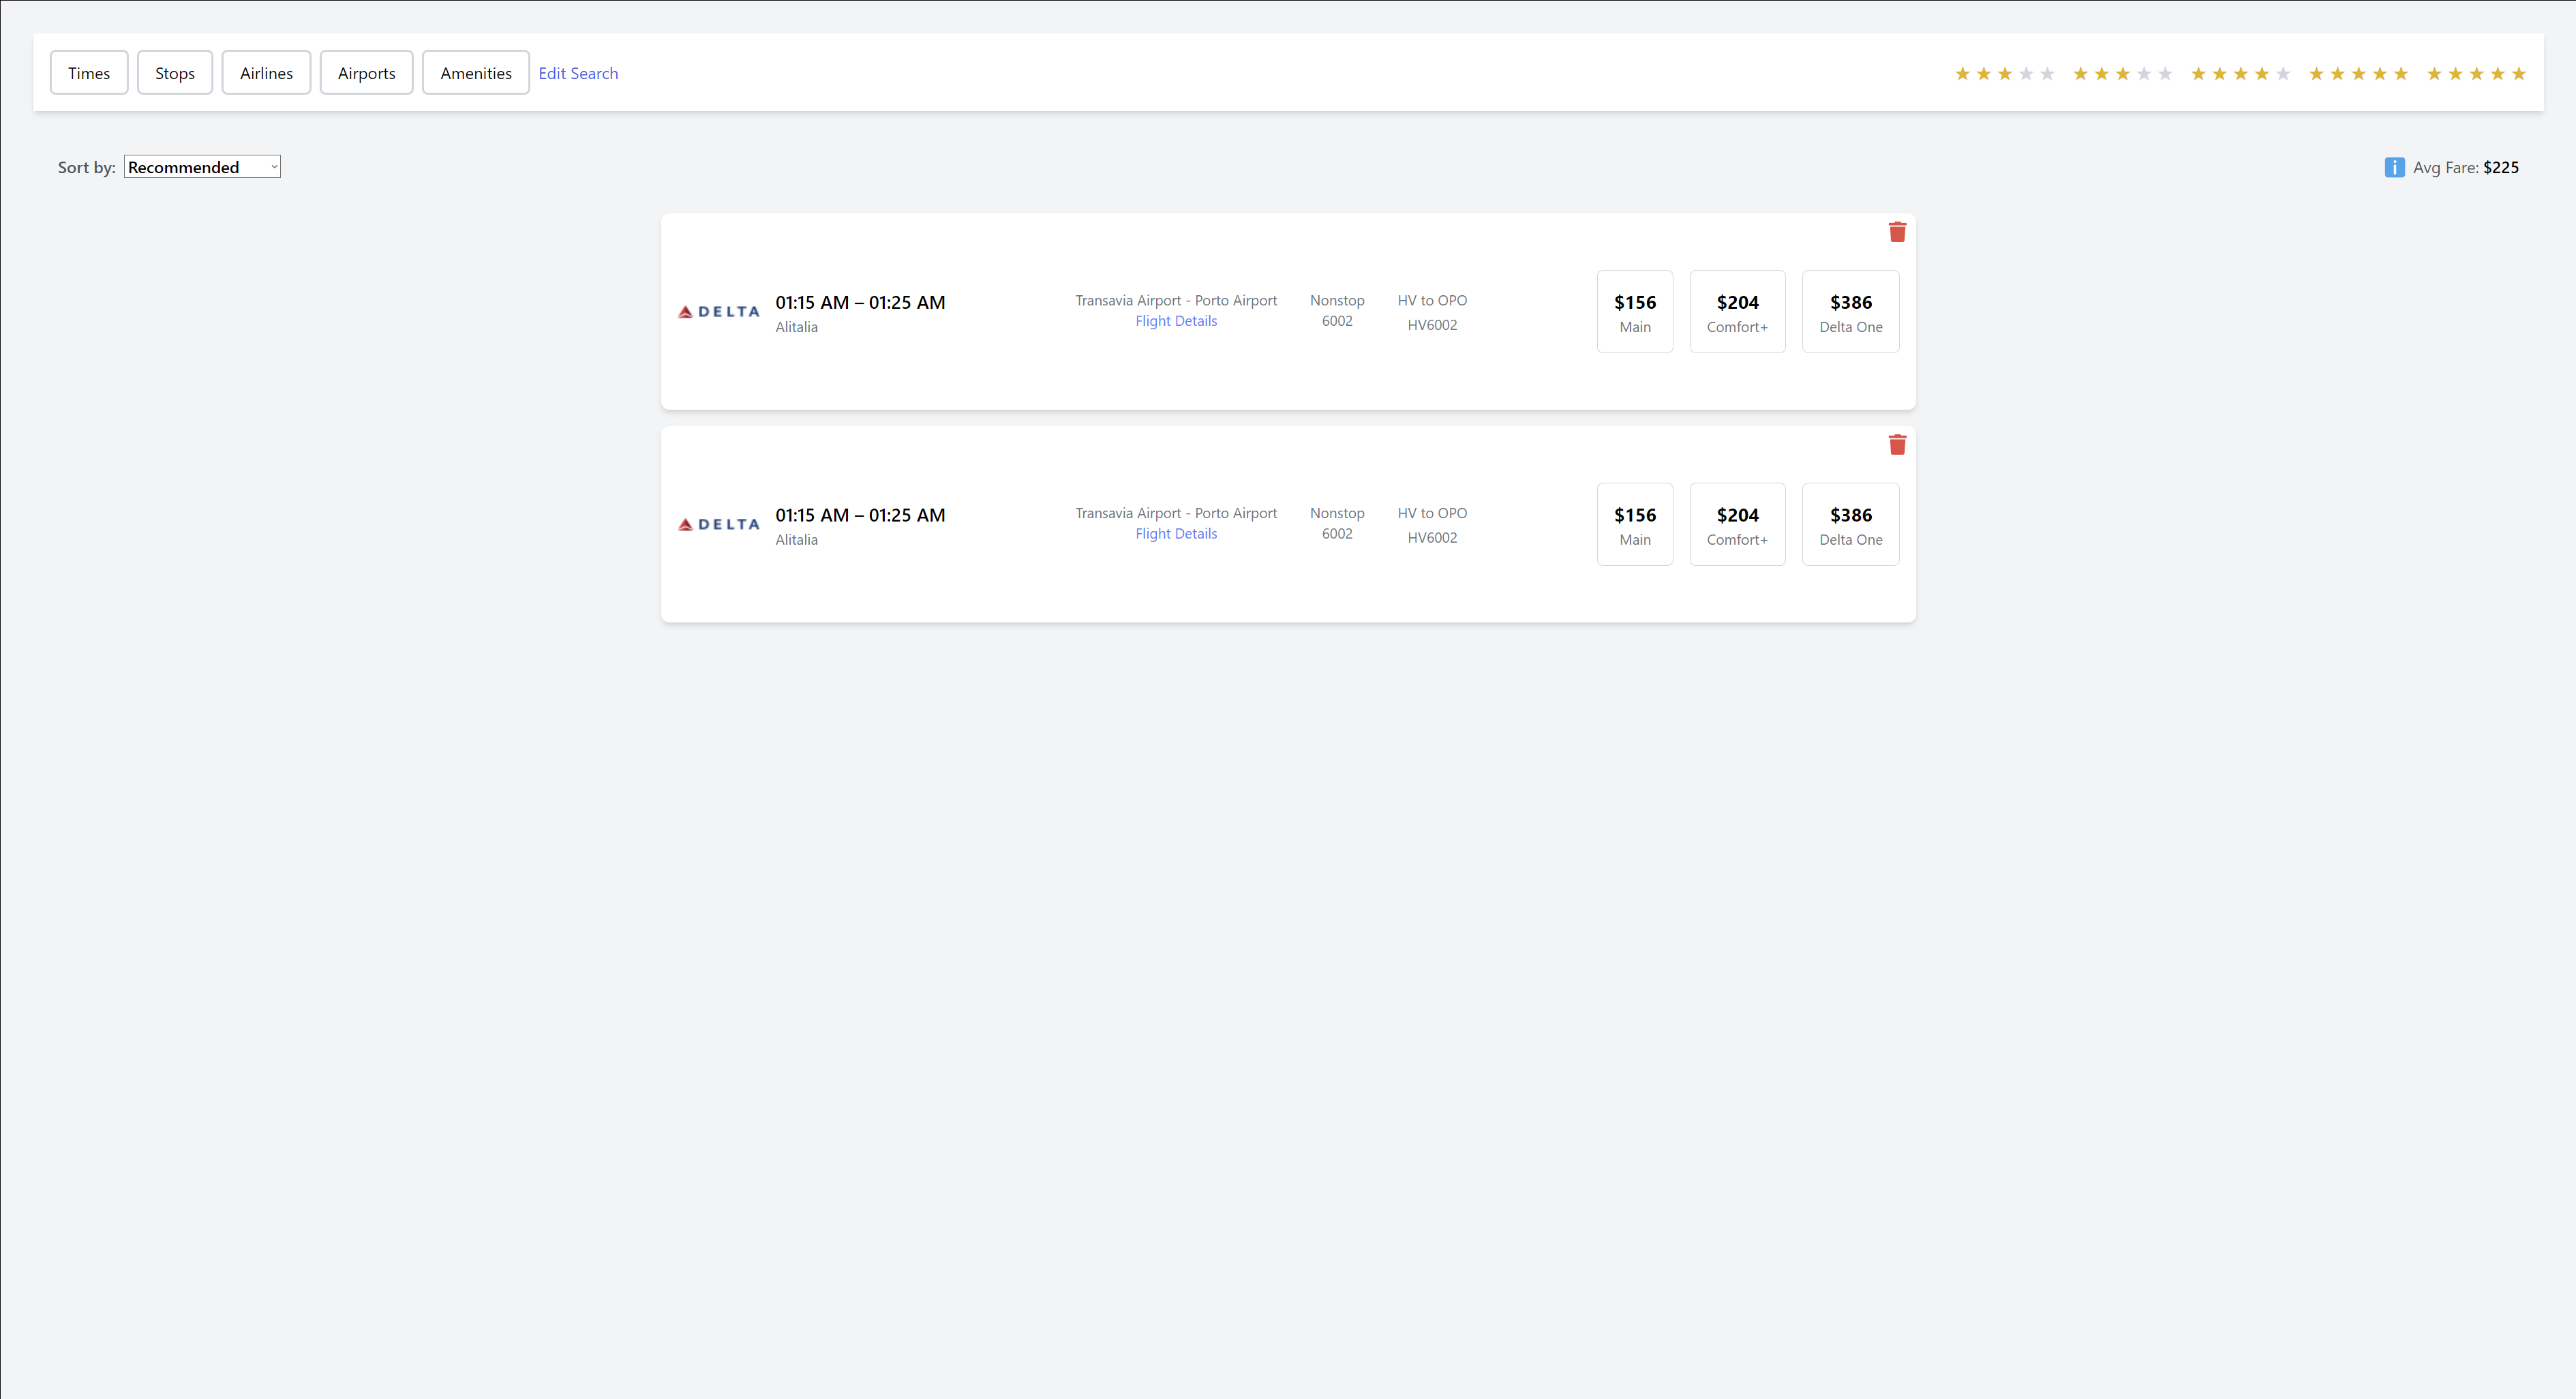 Times Stops Airlines Airports Amenities Edit Search
Sort by: Recommended
Avg Fare: $225
DELTA
01:15 AM – 01:25 AM
Alitalia
Transavia Airport - Porto Airport
Flight Details
Nonstop
6002
HV to OPO
HV6002
$156
Main
$204
Comfort+
$386
Delta One
DELTA
01:15 AM – 01:25 AM
Alitalia
Transavia Airport - Porto Airport
Flight Details
Nonstop
6002
HV to OPO
HV6002
$156
Main
$204
Comfort+
$386
Delta One